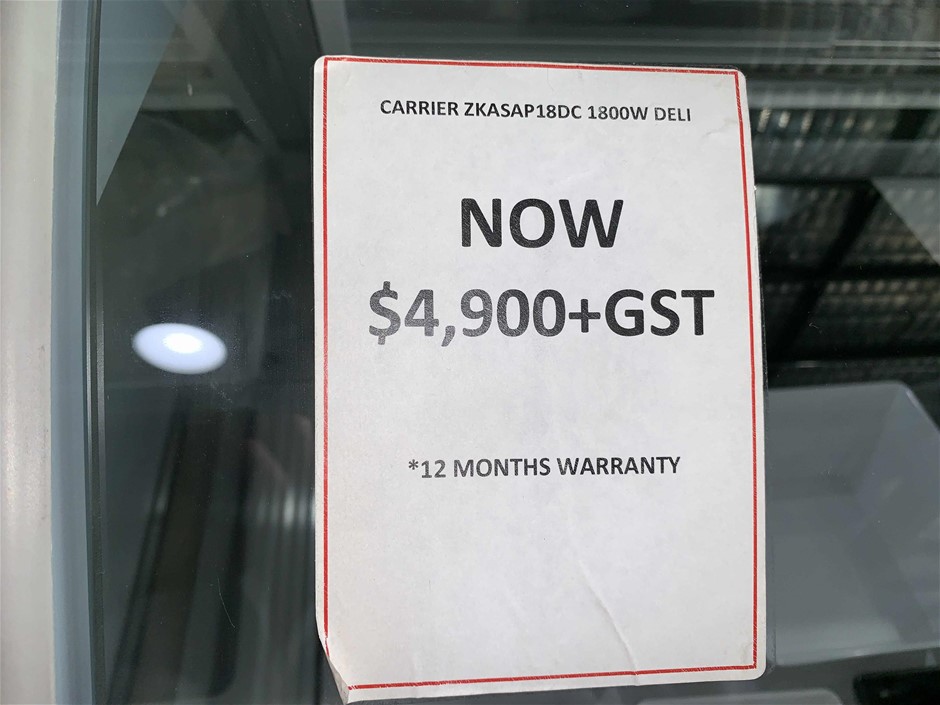 CARRIER ZKASAP18DC 1800W DELI
NOW
$4,900+GST
*12 MONTHS WARRANTY